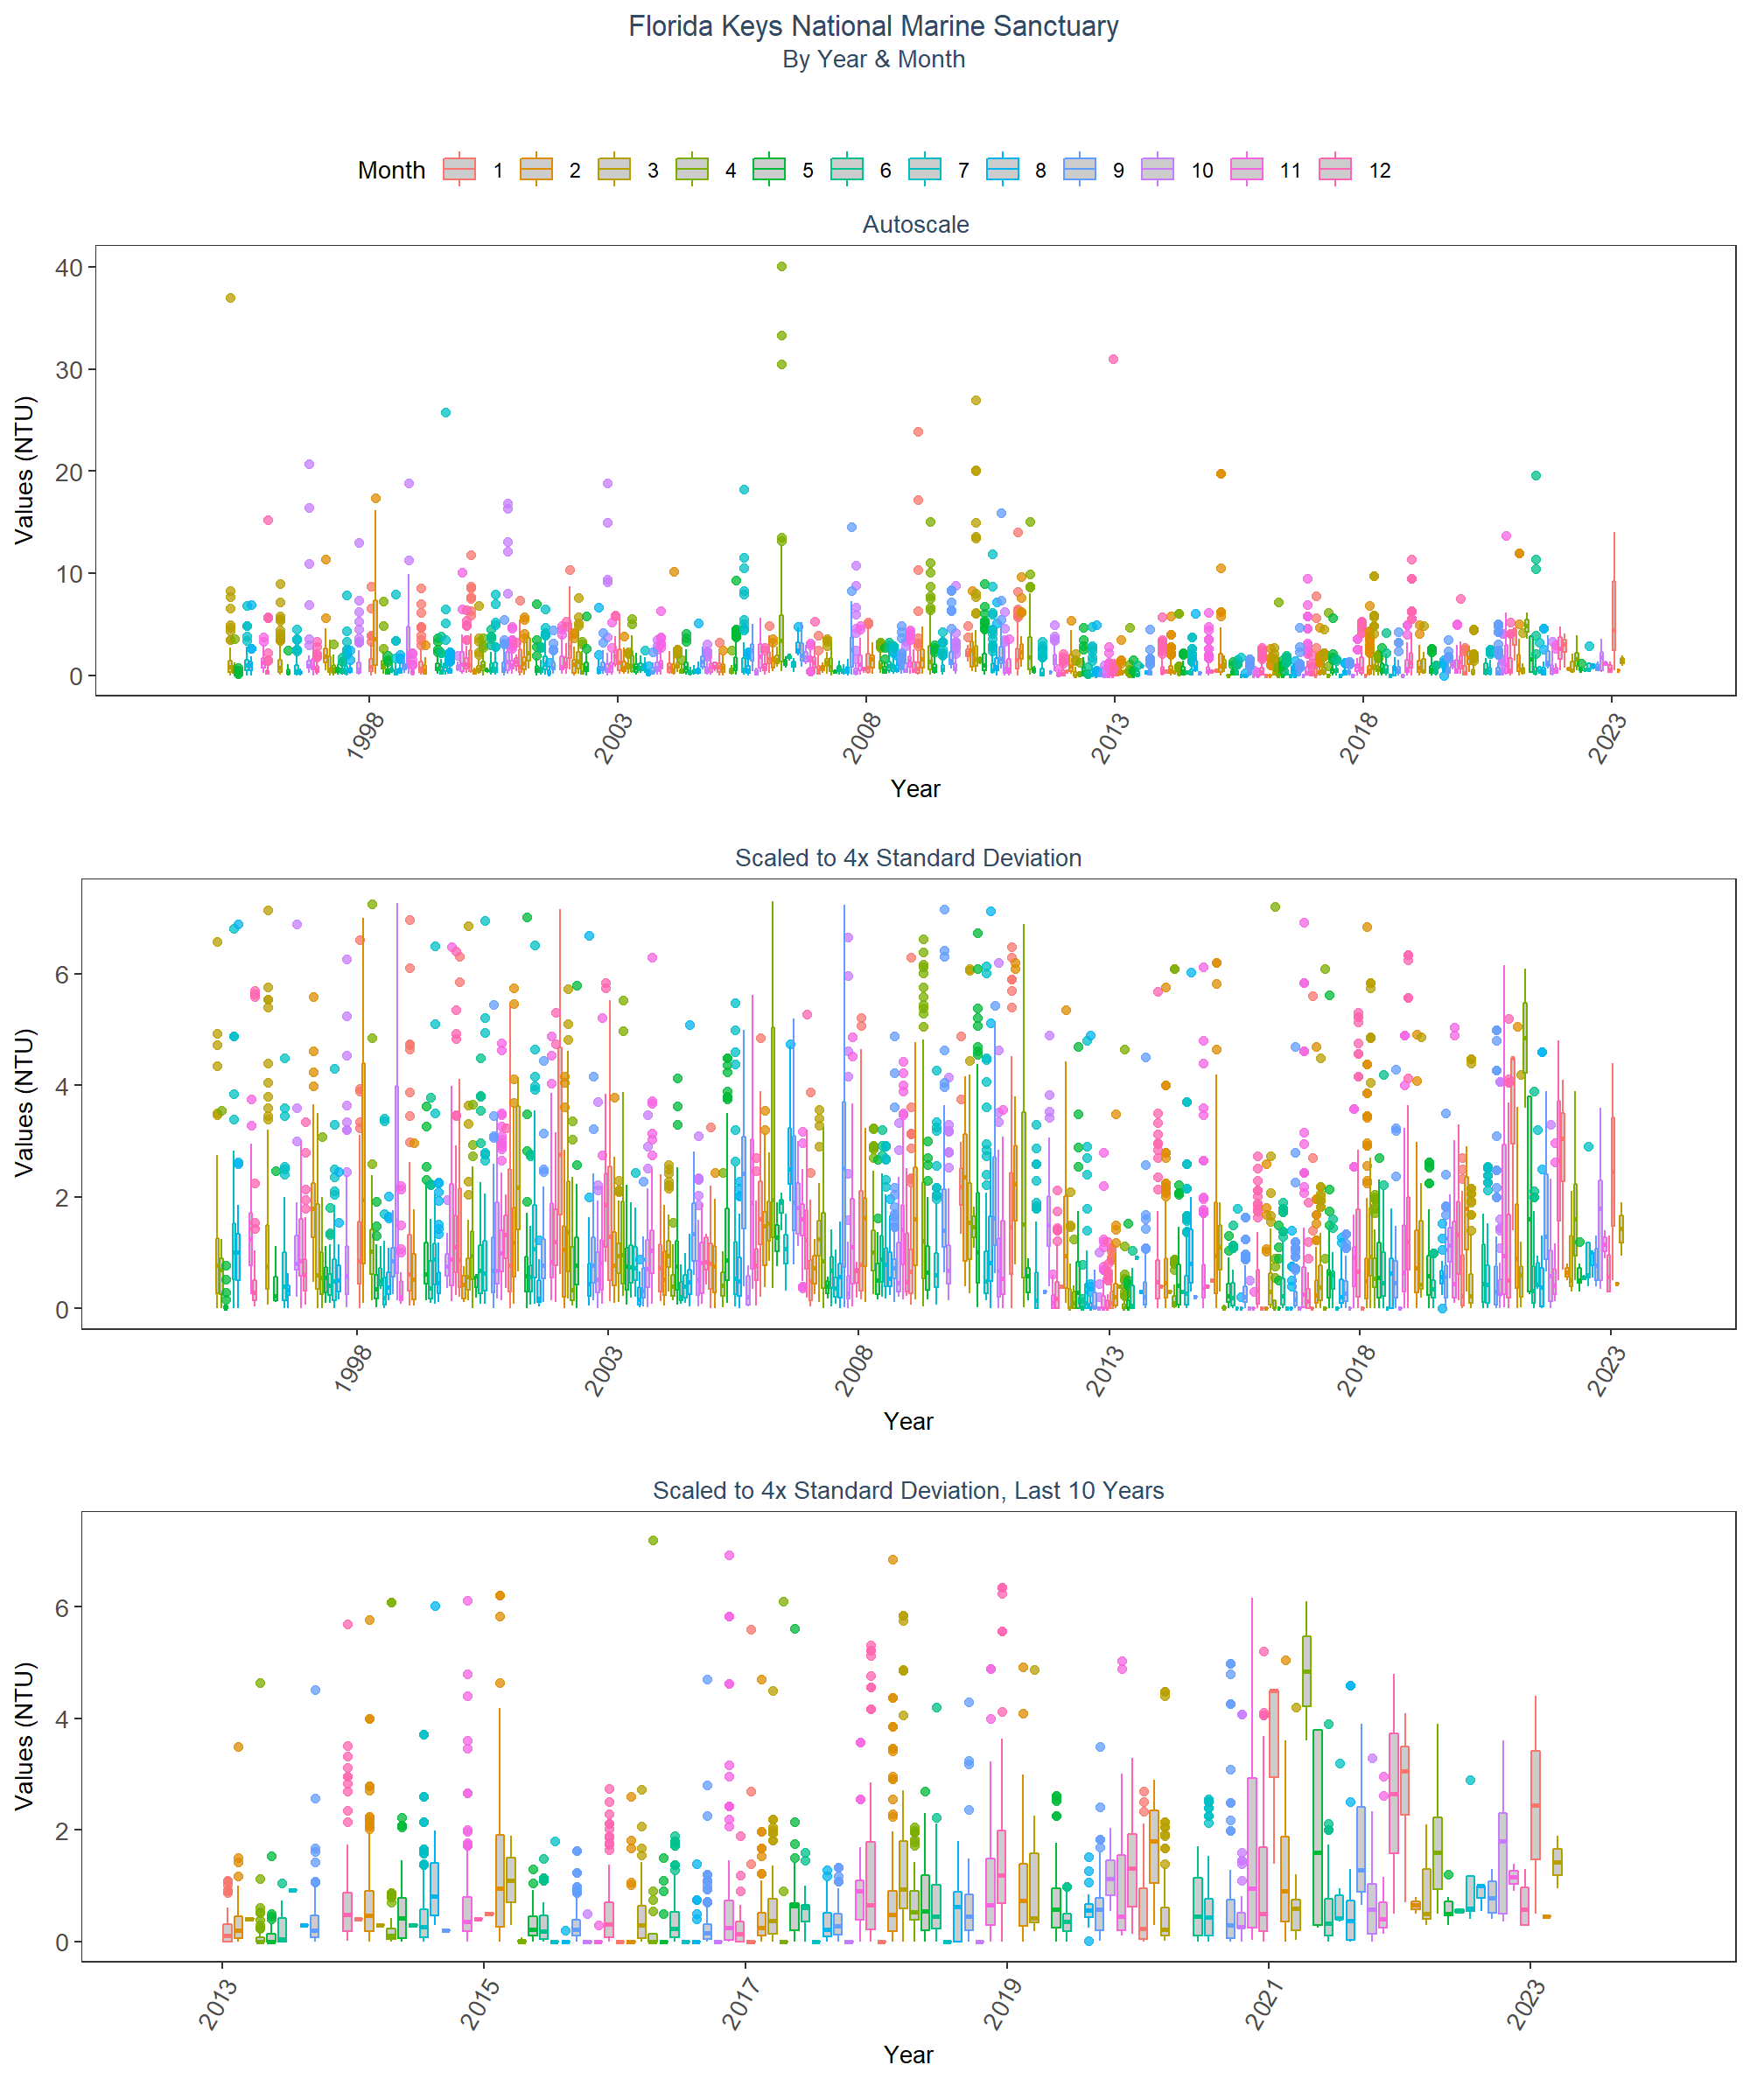 Florida Keys National Marine Sanctuary
By Year & Month
Month 1 2 3 4 5 6 7 8 9 10 11 12
Autoscale
Values (NTU)
40
30
20
10
0
1998 2003 2008 2013 2018 2023
Year
Scaled to 4x Standard Deviation
Values (NTU)
6
4
2
0
1998 2003 2008 2013 2018 2023
Year
Scaled to 4x Standard Deviation, Last 10 Years
Values (NTU)
6
4
2
0
2013 2015 2017 2019 2021 2023
Year